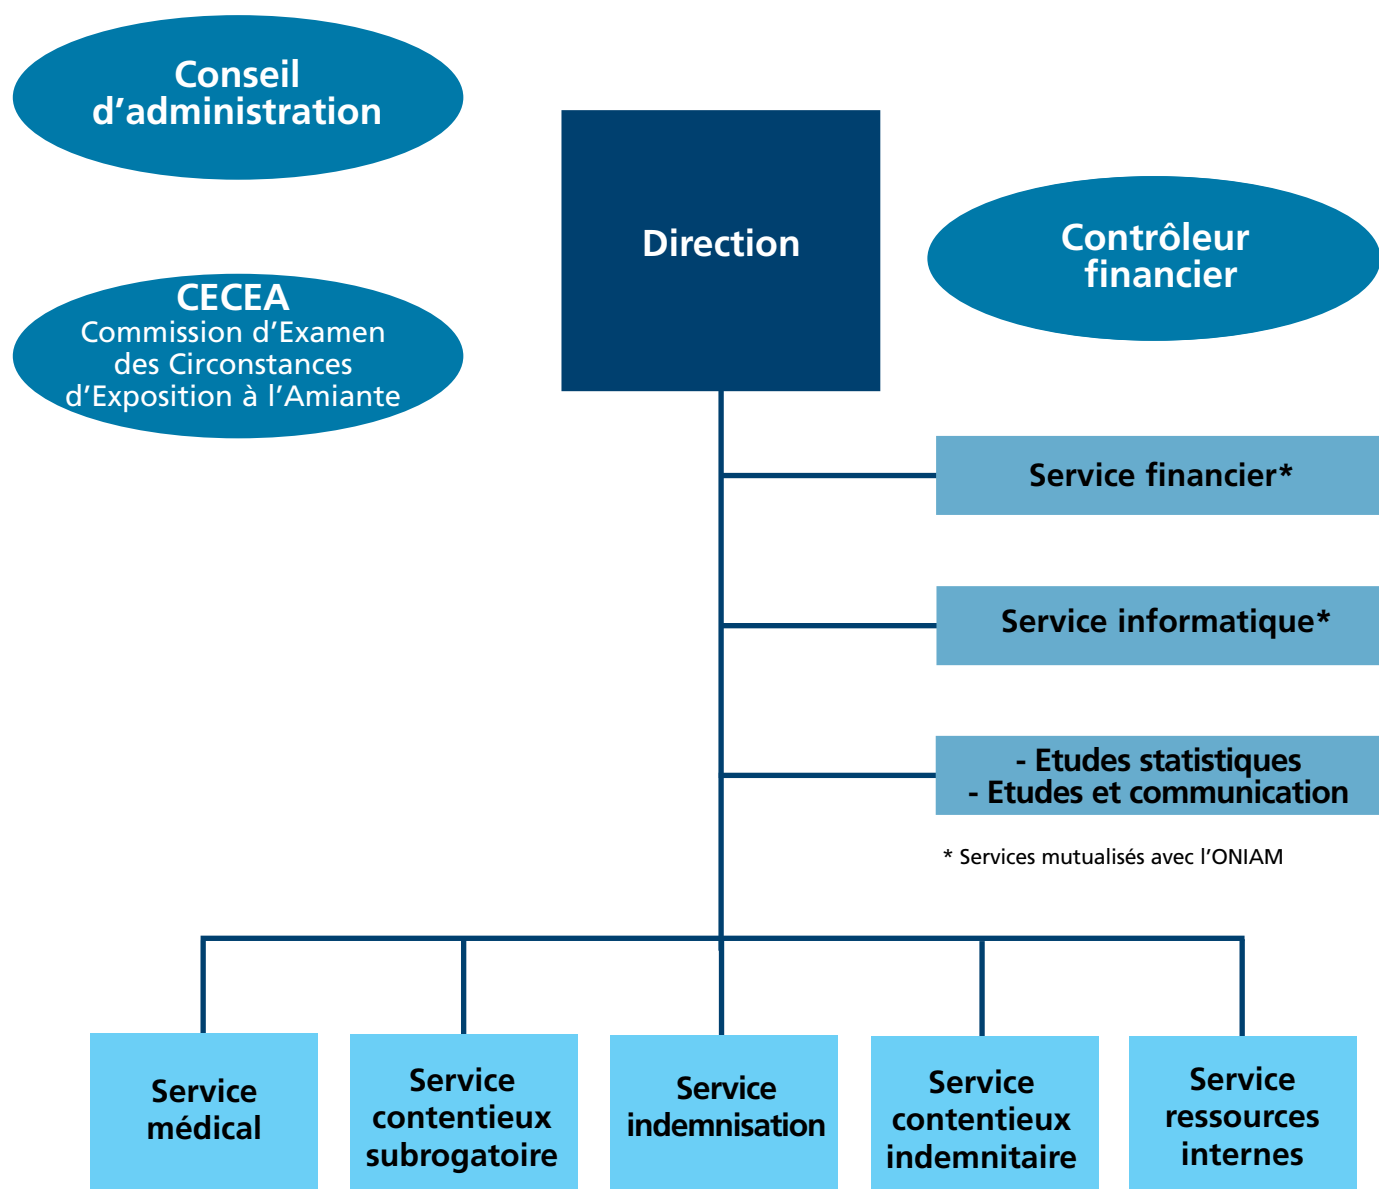 Conseil
d’administration
Direction
Contrôleur
financier
CECEA
Commission d’Examen
des Circonstances
d’Exposition à l’Amiante
Service financier*
Service informatique*
- Etudes statistiques
- Etudes et communication
* Services mutualisés avec l’ONIAM
Service
médical
Service
contentieux
subrogatoire
Service
indemnisation
Service
contentieux
indemnitaire
Service
ressources
internes